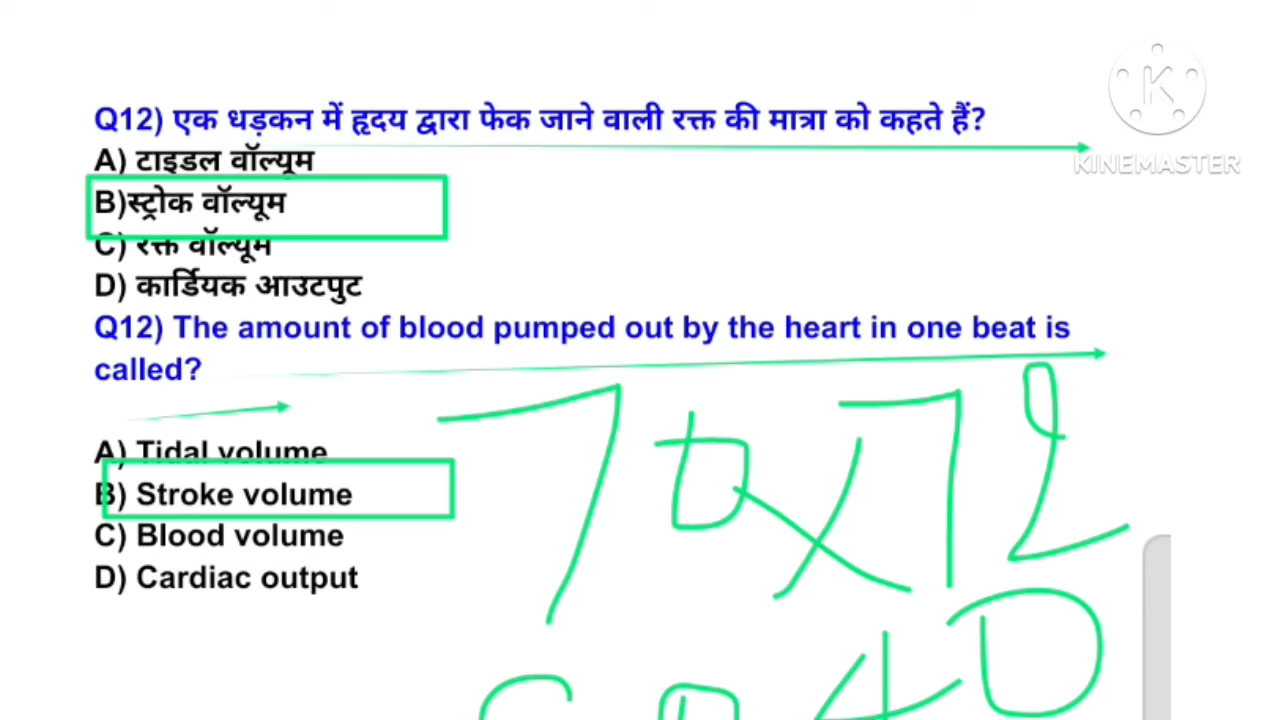 Q12) एक धड़कन में हृदय द्वारा फेक जाने वाली रक्त की मात्रा को कहते हैं?
A) टाइडल वॉल्यूम
B)स्ट्रोक वॉल्यूम
C) रक्त वॉल्यूम
D) कार्डियक आउटपुट
Q12) The amount of blood pumped out by the heart in one beat is
called?
A) Tidal volume
B) Stroke volume
C) Blood volume
D) Cardiac output
70x72
KINEMASTER